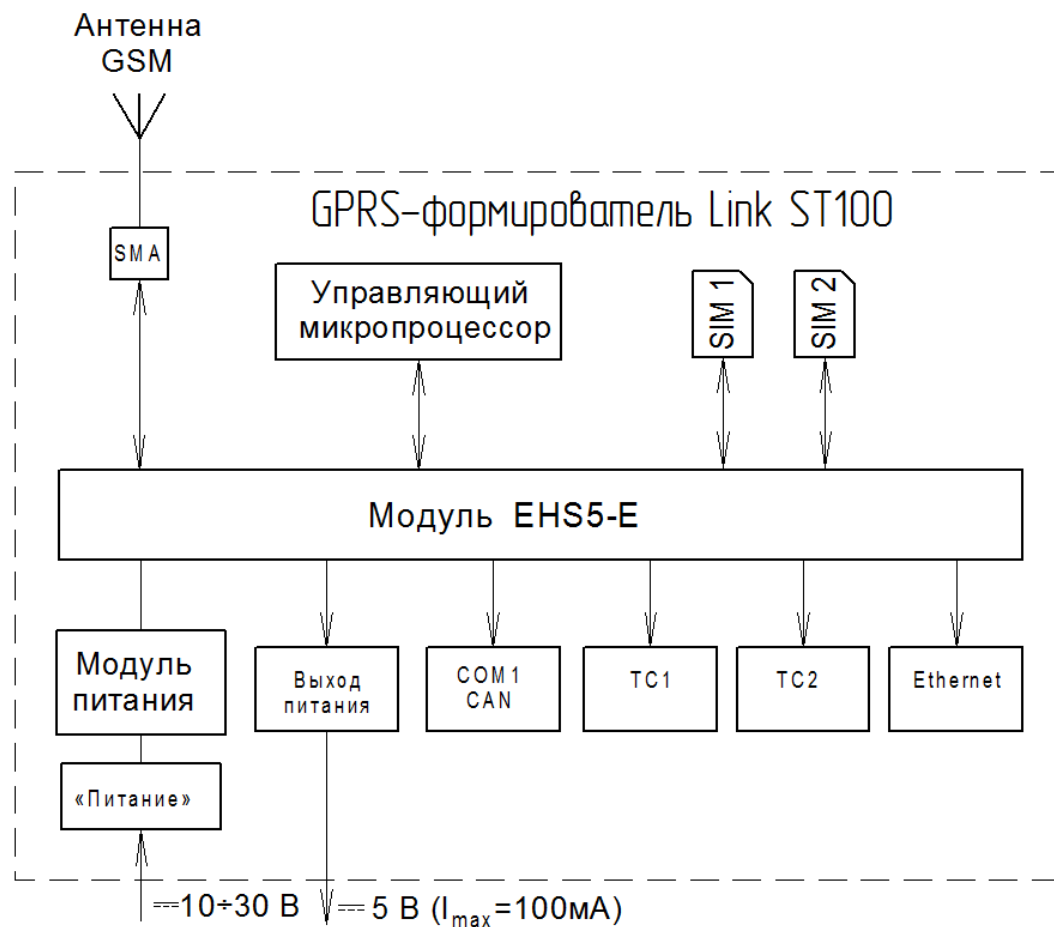 Антенна
GSM
GPRS-формирователь Link ST100
SMA
Управляющий
микропроцессор
SIM 1
SIM 2
Модуль EHS5-E
Модуль
питания
Выход
питания
COM1
CAN
TC1
TC2
Ethernet
«Питание»
⎓10÷30 В
⎓ 5 В (Imax=100мА)